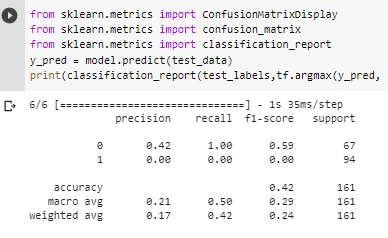 from sklearn.metrics import ConfusionMatrixDisplay
from sklearn.metrics import confusion_matrix
from sklearn.metrics import classification_report
y_pred = model.predict(test_data)
print(classification_report(test_labels,tf.argmax(y_pred,
6/6 [==============================] - 1s 35ms/step
precision recall f1-score support
0 0.42 1.00 0.59 67
1 0.00 0.00 0.00 94
accuracy 0.42 161
macro avg 0.21 0.50 0.29 161
weighted avg 0.17 0.42 0.24 161